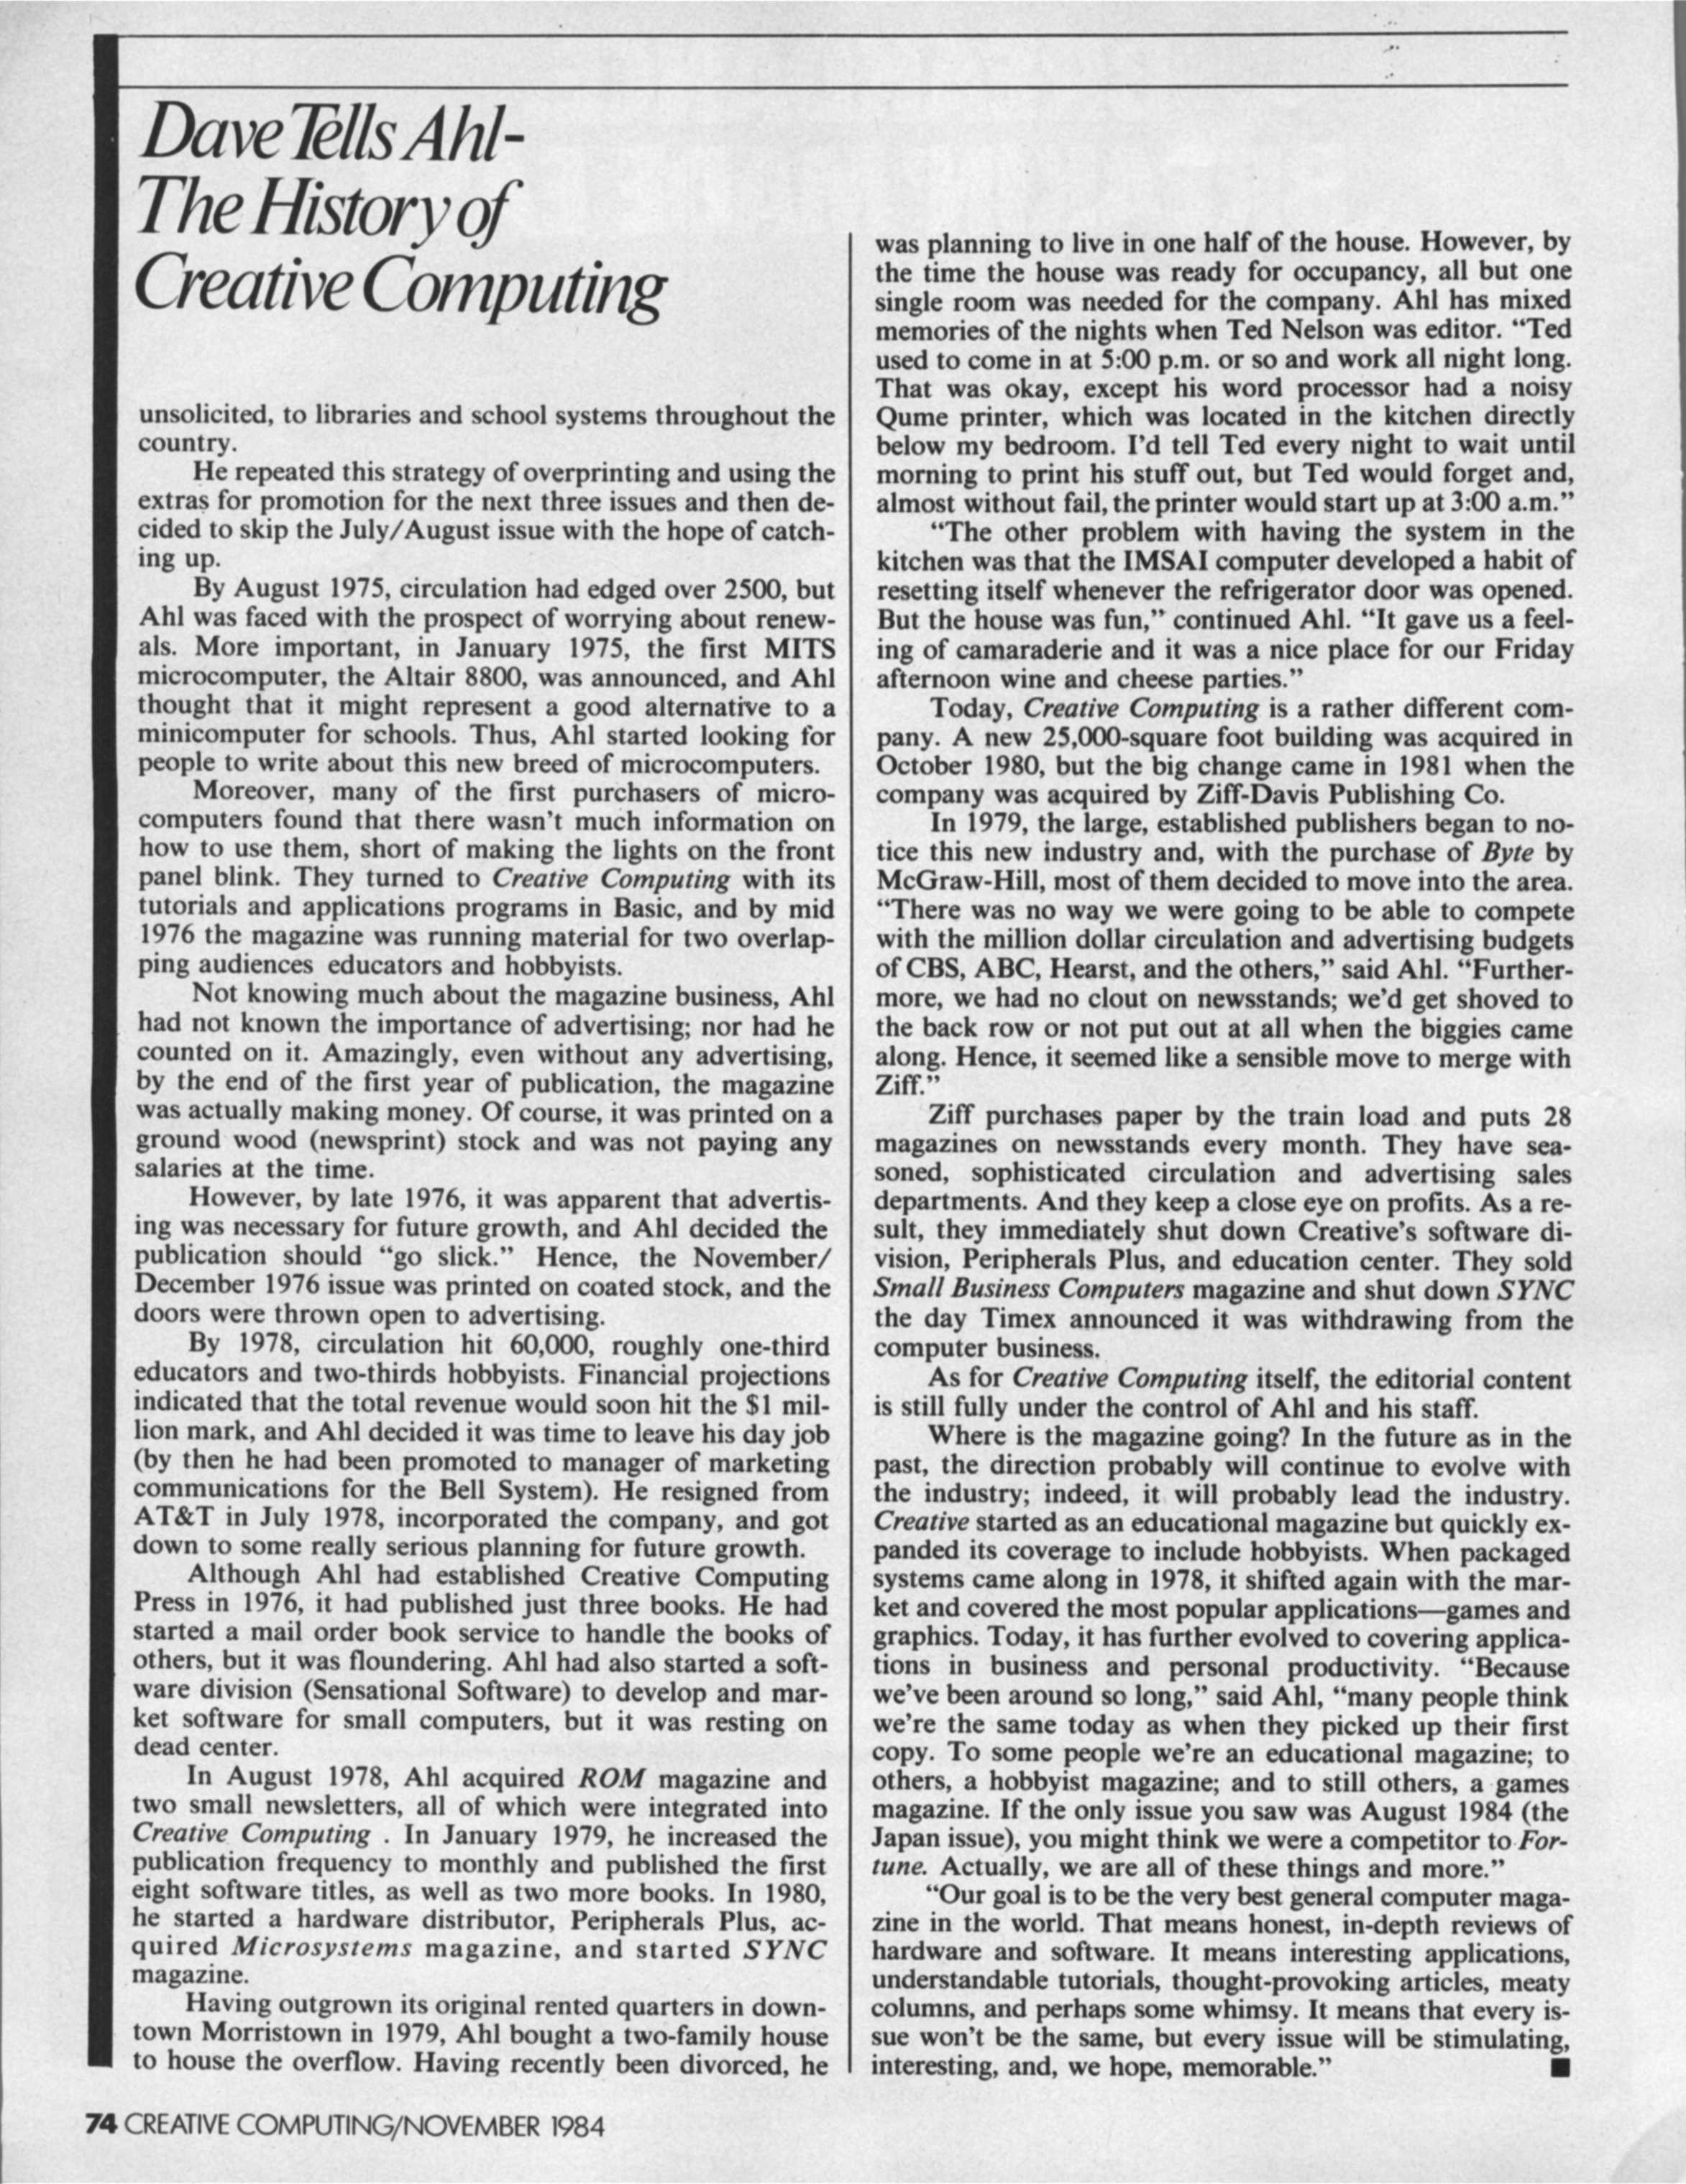 Dave Tells Ahl-
The History of
Creative Computing
unsolicited, to libraries and school systems throughout the
country.
He repeated this strategy of overprinting and using the
extras for promotion for the next three issues and then de-
cided to skip the July/August issue with the hope of catch-
ing up.
By August 1975, circulation had edged over 2500, but
Ahl was faced with the prospect of worrying about renew-
als. More important, in January 1975, the first MITS
microcomputer, the Altair 8800, was announced, and Ahl
thought that it might represent a good alternative to a
minicomputer for schools. Thus, Ahl started looking for
people to write about this new breed of microcomputers.
Moreover, many of the first purchasers of micro-
computers found that there wasn't much information on
how to use them, short of making the lights on the front
panel blink. They turned to Creative Computing with its
tutorials and applications programs in Basic, and by mid
1976 the magazine was running material for two overlap-
ping audiences educators and hobbyists.
Not knowing much about the magazine business, Ahl
had not known the importance of advertising; nor had he
counted on it. Amazingly, even without any advertising,
by the end of the first year of publication, the magazine
was actually making money. Of course, it was printed on a
ground wood (newsprint) stock and was not paying any
salaries at the time.
However, by late 1976, it was apparent that advertis-
ing was necessary for future growth, and Ahl decided the
publication should “go slick.” Hence, the November/
December 1976 issue was printed on coated stock, and the
doors were thrown open to advertising.
By 1978, circulation hit 60,000, roughly one-third
educators and two-thirds hobbyists. Financial projections
indicated that the total revenue would soon hit the $1 mil-
lion mark, and Ahl decided it was time to leave his day job
(by then he had been promoted to manager of marketing
communications for the Bell System). He resigned from
AT&T in July 1978, incorporated the company, and got
down to some really serious planning for future growth.
Although Ahl had established Creative Computing
Press in 1976, it had published just three books. He had
started a mail order book service to handle the books of
others, but it was floundering. Ahl had also started a soft-
ware division (Sensational Software) to develop and mar-
ket software for small computers, but it was resting on
dead center.
In August 1978, Ahl acquired ROM magazine and
two small newsletters, all of which were integrated into
Creative Computing . In January 1979, he increased the
publication frequency to monthly and published the first
eight software titles, as well as two more books. In 1980,
he started a hardware distributor, Peripherals Plus, ac-
quired Microsystems magazine, and started SYNC
magazine.
Having outgrown its original rented quarters in down-
town Morristown in 1979, Ahl bought a two-family house
to house the overflow. Having recently been divorced, he
was planning to live in one half of the house. However, by
the time the house was ready for occupancy, all but one
single room was needed for the company. Ahl has mixed
memories of the nights when Ted Nelson was editor. “Ted
used to come in at 5:00 p.m. or so and work all night long.
That was okay, except his word processor had a noisy
Qume printer, which was located in the kitchen directly
below my bedroom. I'd tell Ted every night to wait until
morning to print his stuff out, but Ted would forget and,
almost without fail, the printer would start up at 3:00 a.m.”
“The other problem with having the system in the
kitchen was that the IMSAI computer developed a habit of
resetting itself whenever the refrigerator door was opened.
But the house was fun,” continued Ahl. “It gave us a feel-
ing of camaraderie and it was a nice place for our Friday
afternoon wine and cheese parties.”
Today, Creative Computing is a rather different com-
pany. A new 25,000-square foot building was acquired in
October 1980, but the big change came in 1981 when the
company was acquired by Ziff-Davis Publishing Co.
In 1979, the large, established publishers began to no-
tice this new industry and, with the purchase of Byte by
McGraw-Hill, most of them decided to move into the area.
“There was no way we were going to be able to compete
with the million dollar circulation and advertising budgets
of CBS, ABC, Hearst, and the others,” said Ahl. “Further-
more, we had no clout on newsstands; we'd get shoved to
the back row or not put out at all when the biggies came
along. Hence, it seemed like a sensible move to merge with
Ziff.”
Ziff purchases paper by the train load and puts 28
magazines on newsstands every month. They have sea-
soned, sophisticated circulation and advertising sales
departments. And they keep a close eye on profits. As a re-
sult, they immediately shut down Creative's software di-
vision, Peripherals Plus, and education center. They sold
Small Business Computers magazine and shut down SYNC
the day Timex announced it was withdrawing from the
computer business.
As for Creative Computing itself, the editorial content
is still fully under the control of Ahl and his staff.
Where is the magazine going? In the future as in the
past, the direction probably will continue to evolve with
the industry; indeed, it will probably lead the industry.
Creative started as an educational magazine but quickly ex-
panded its coverage to include hobbyists. When packaged
systems came along in 1978, it shifted again with the mar-
ket and covered the most popular applications—games and
graphics. Today, it has further evolved to covering applica-
tions in business and personal productivity. “Because
we've been around so long,” said Ahl, “many people think
we're the same today as when they picked up their first
copy. To some people we're an educational magazine; to
others, a hobbyist magazine; and to still others, a games
magazine. If the only issue you saw was August 1984 (the
Japan issue), you might think we were a competitor to For-
tune. Actually, we are all of these things and more.”
“Our goal is to be the very best general computer maga-
zine in the world. That means honest, in-depth reviews of
hardware and software. It means interesting applications,
understandable tutorials, thought-provoking articles, meaty
columns, and perhaps some whimsy. It means that every is-
sue won't be the same, but every issue will be stimulating,
interesting, and, we hope, memorable.” ■
74 CREATIVE COMPUTING/NOVEMBER 1984